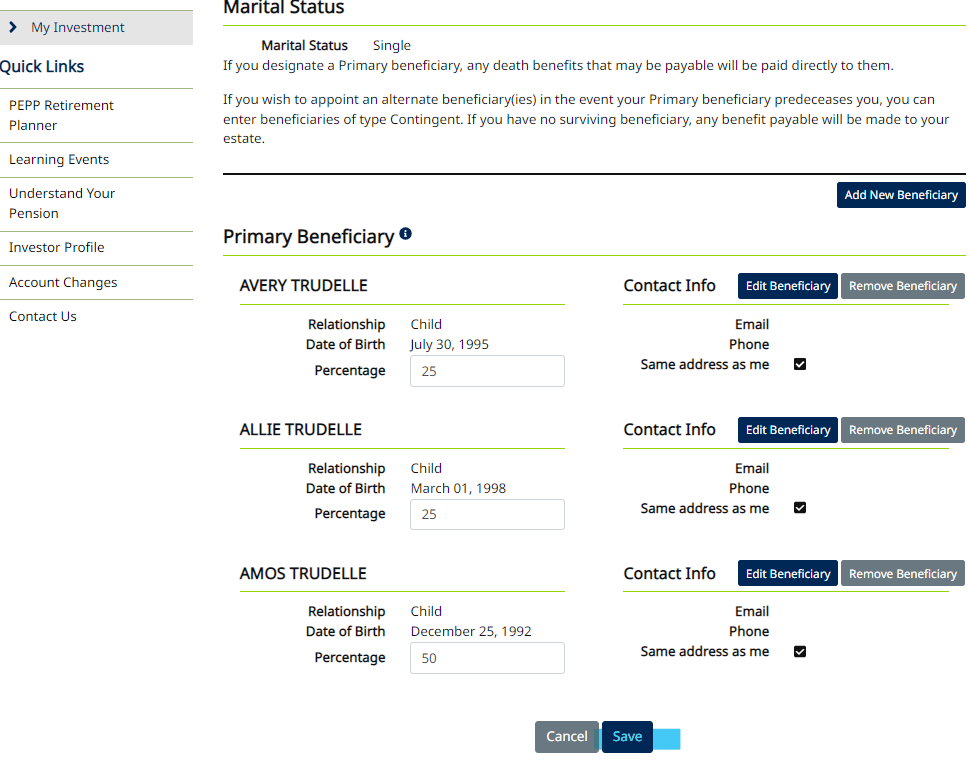 Marital Status
My Investment
Quick Links
PEPP Retirement
Planner
Learning Events
Understand Your
Pension
Investor Profile
Account Changes
Contact Us
Marital Status Single
If you designate a Primary beneficiary, any death benefits that may be payable will be paid directly to them.
If you wish to appoint an alternate beneficiary(ies) in the event your Primary beneficiary predeceases you, you can
enter beneficiaries of type Contingent. If you have no surviving beneficiary, any benefit payable will be made to your
estate.
Add New Beneficiary
Primary Beneficiary
AVERY TRUDELLE
Relationship Child
Date of Birth July 30, 1995
Percentage 25
Contact Info Edit Beneficiary Remove Beneficiary
Email
Phone
Same address as me
ALLIE TRUDELLE
Relationship Child
Date of Birth March 01, 1998
Percentage 25
Contact Info Edit Beneficiary Remove Beneficiary
Email
Phone
Same address as me
AMOS TRUDELLE
Relationship Child
Date of Birth December 25, 1992
Percentage 50
Contact Info Edit Beneficiary Remove Beneficiary
Email
Phone
Same address as me
Cancel Save